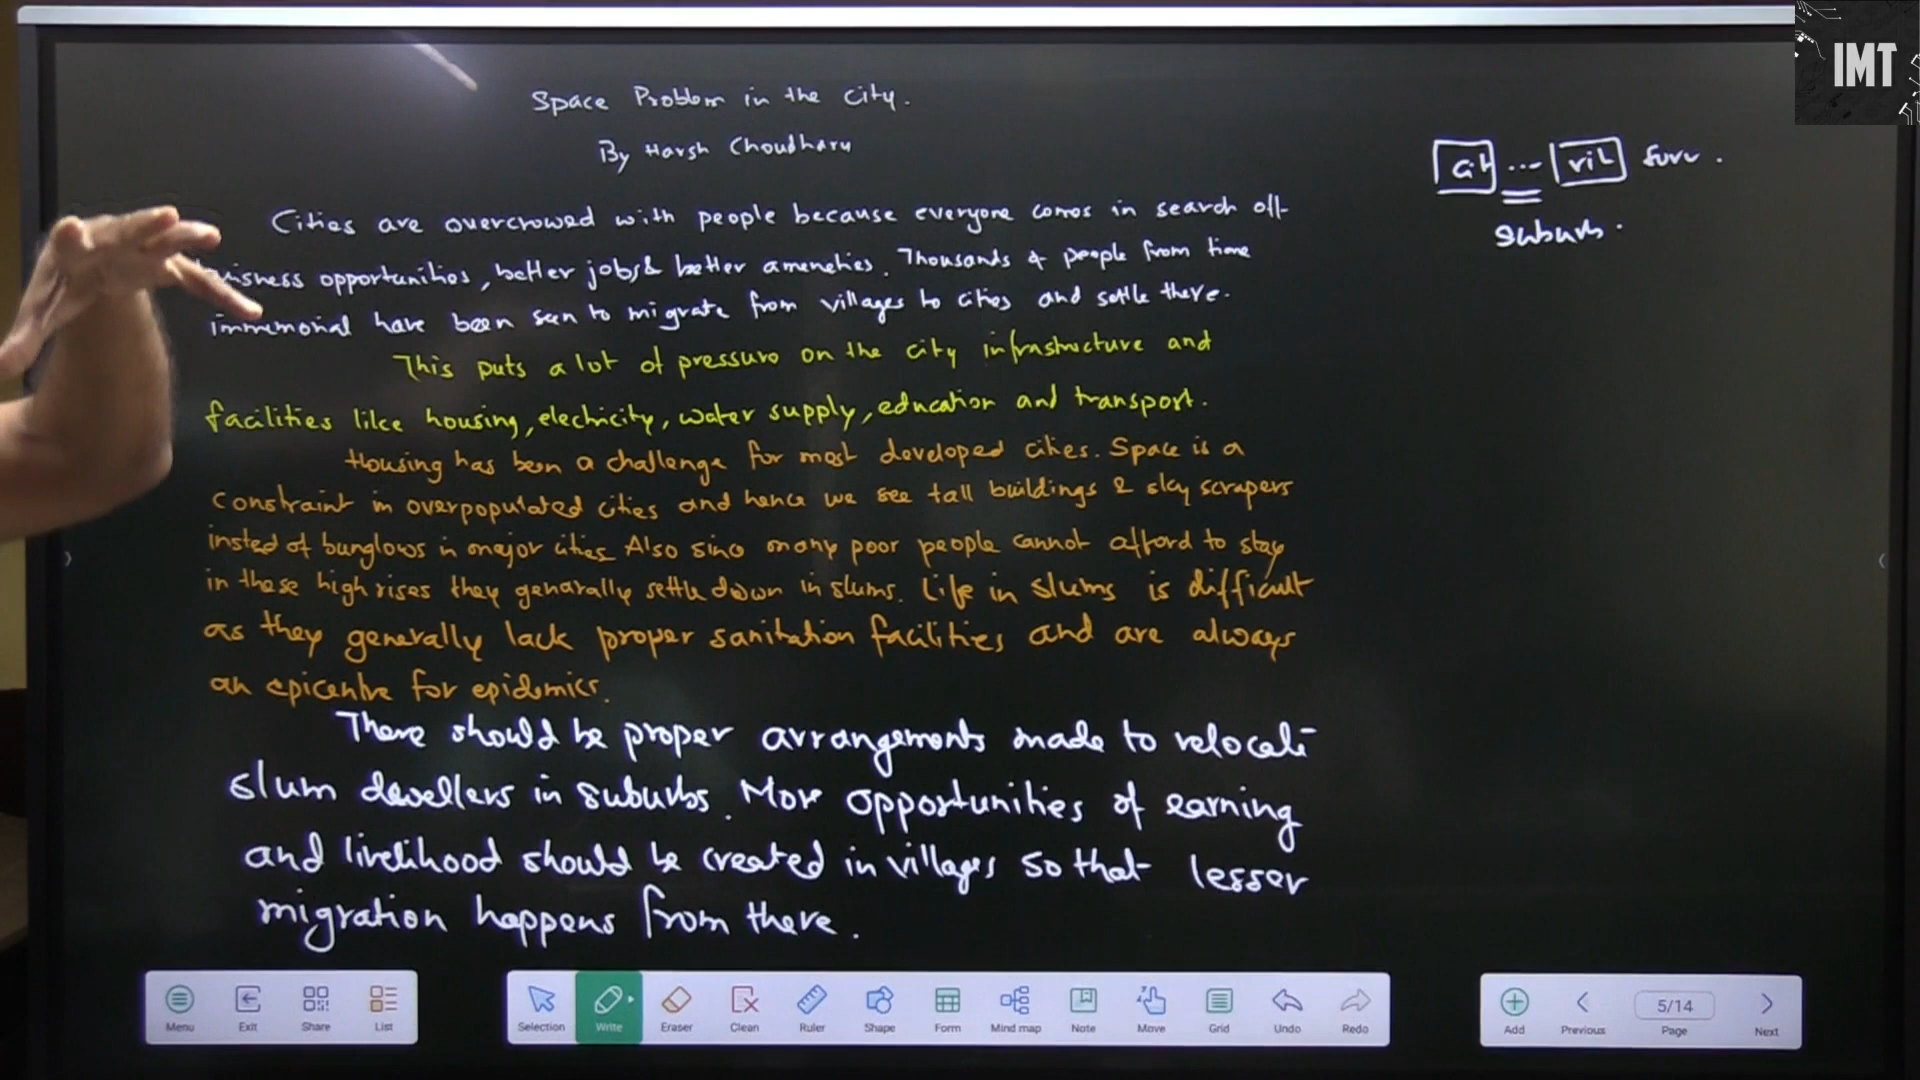 IMT
Space Problem in the city.
By Harsh Choudhary
Cities are overcrowed with people because everyone comes in search off
opportunities, better jobs & better ameneties. Thousands of people from time
immemorial have been seen to migrate from villages to cities and settle there.
This puts a lot of pressure on the city infrastructure and
facilities like housing, electricity, water supply, education and transport.
Housing has been a challenge for most developed cities. Space is a
constraint in overpopulated cities and hence we see tall buildings & sky scrapers
insted of bunglows in major cities. Also since many poor people cannot afford to stay
in these high rises they genarally settle down in slums. Life in slums is difficult
as they generally lack proper sanitation facilities and are always
an epicentre for epidemics.
There should be proper arrangements made to relocate
slum dwellers in suburbs. More opportunities of earning
and livelihood should be created in villages so that lesser
migration happens from there.
vil
suburb.
Menu Exit Share List
Selection Write Eraser Clean Ruler Shape Form Mind map Note Move Grid Undo Redo
5/14
Add Previous Page Next